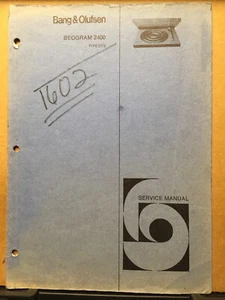 Bang & Olufsen
BEOGRAM 2400
1602
SERVICE MANUAL